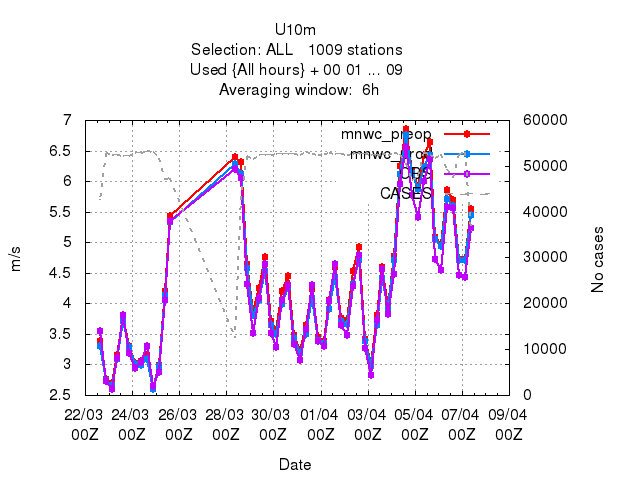 U10m
Selection: ALL   1009 stations
Used {All hours} + 00 01 ... 09
Averaging window:  6h
7
6.5
6
5.5
5
4.5
4
3.5
3
2.5
m/s
mnwc_preop
mnwc_prod
OBS
CASES
60000
50000
40000
30000
20000
10000
0
No cases
22/03 24/03 26/03 28/03 30/03 01/04 03/04 05/04 07/04 09/04
00Z 00Z 00Z 00Z 00Z 00Z 00Z 00Z 00Z 00Z
Date